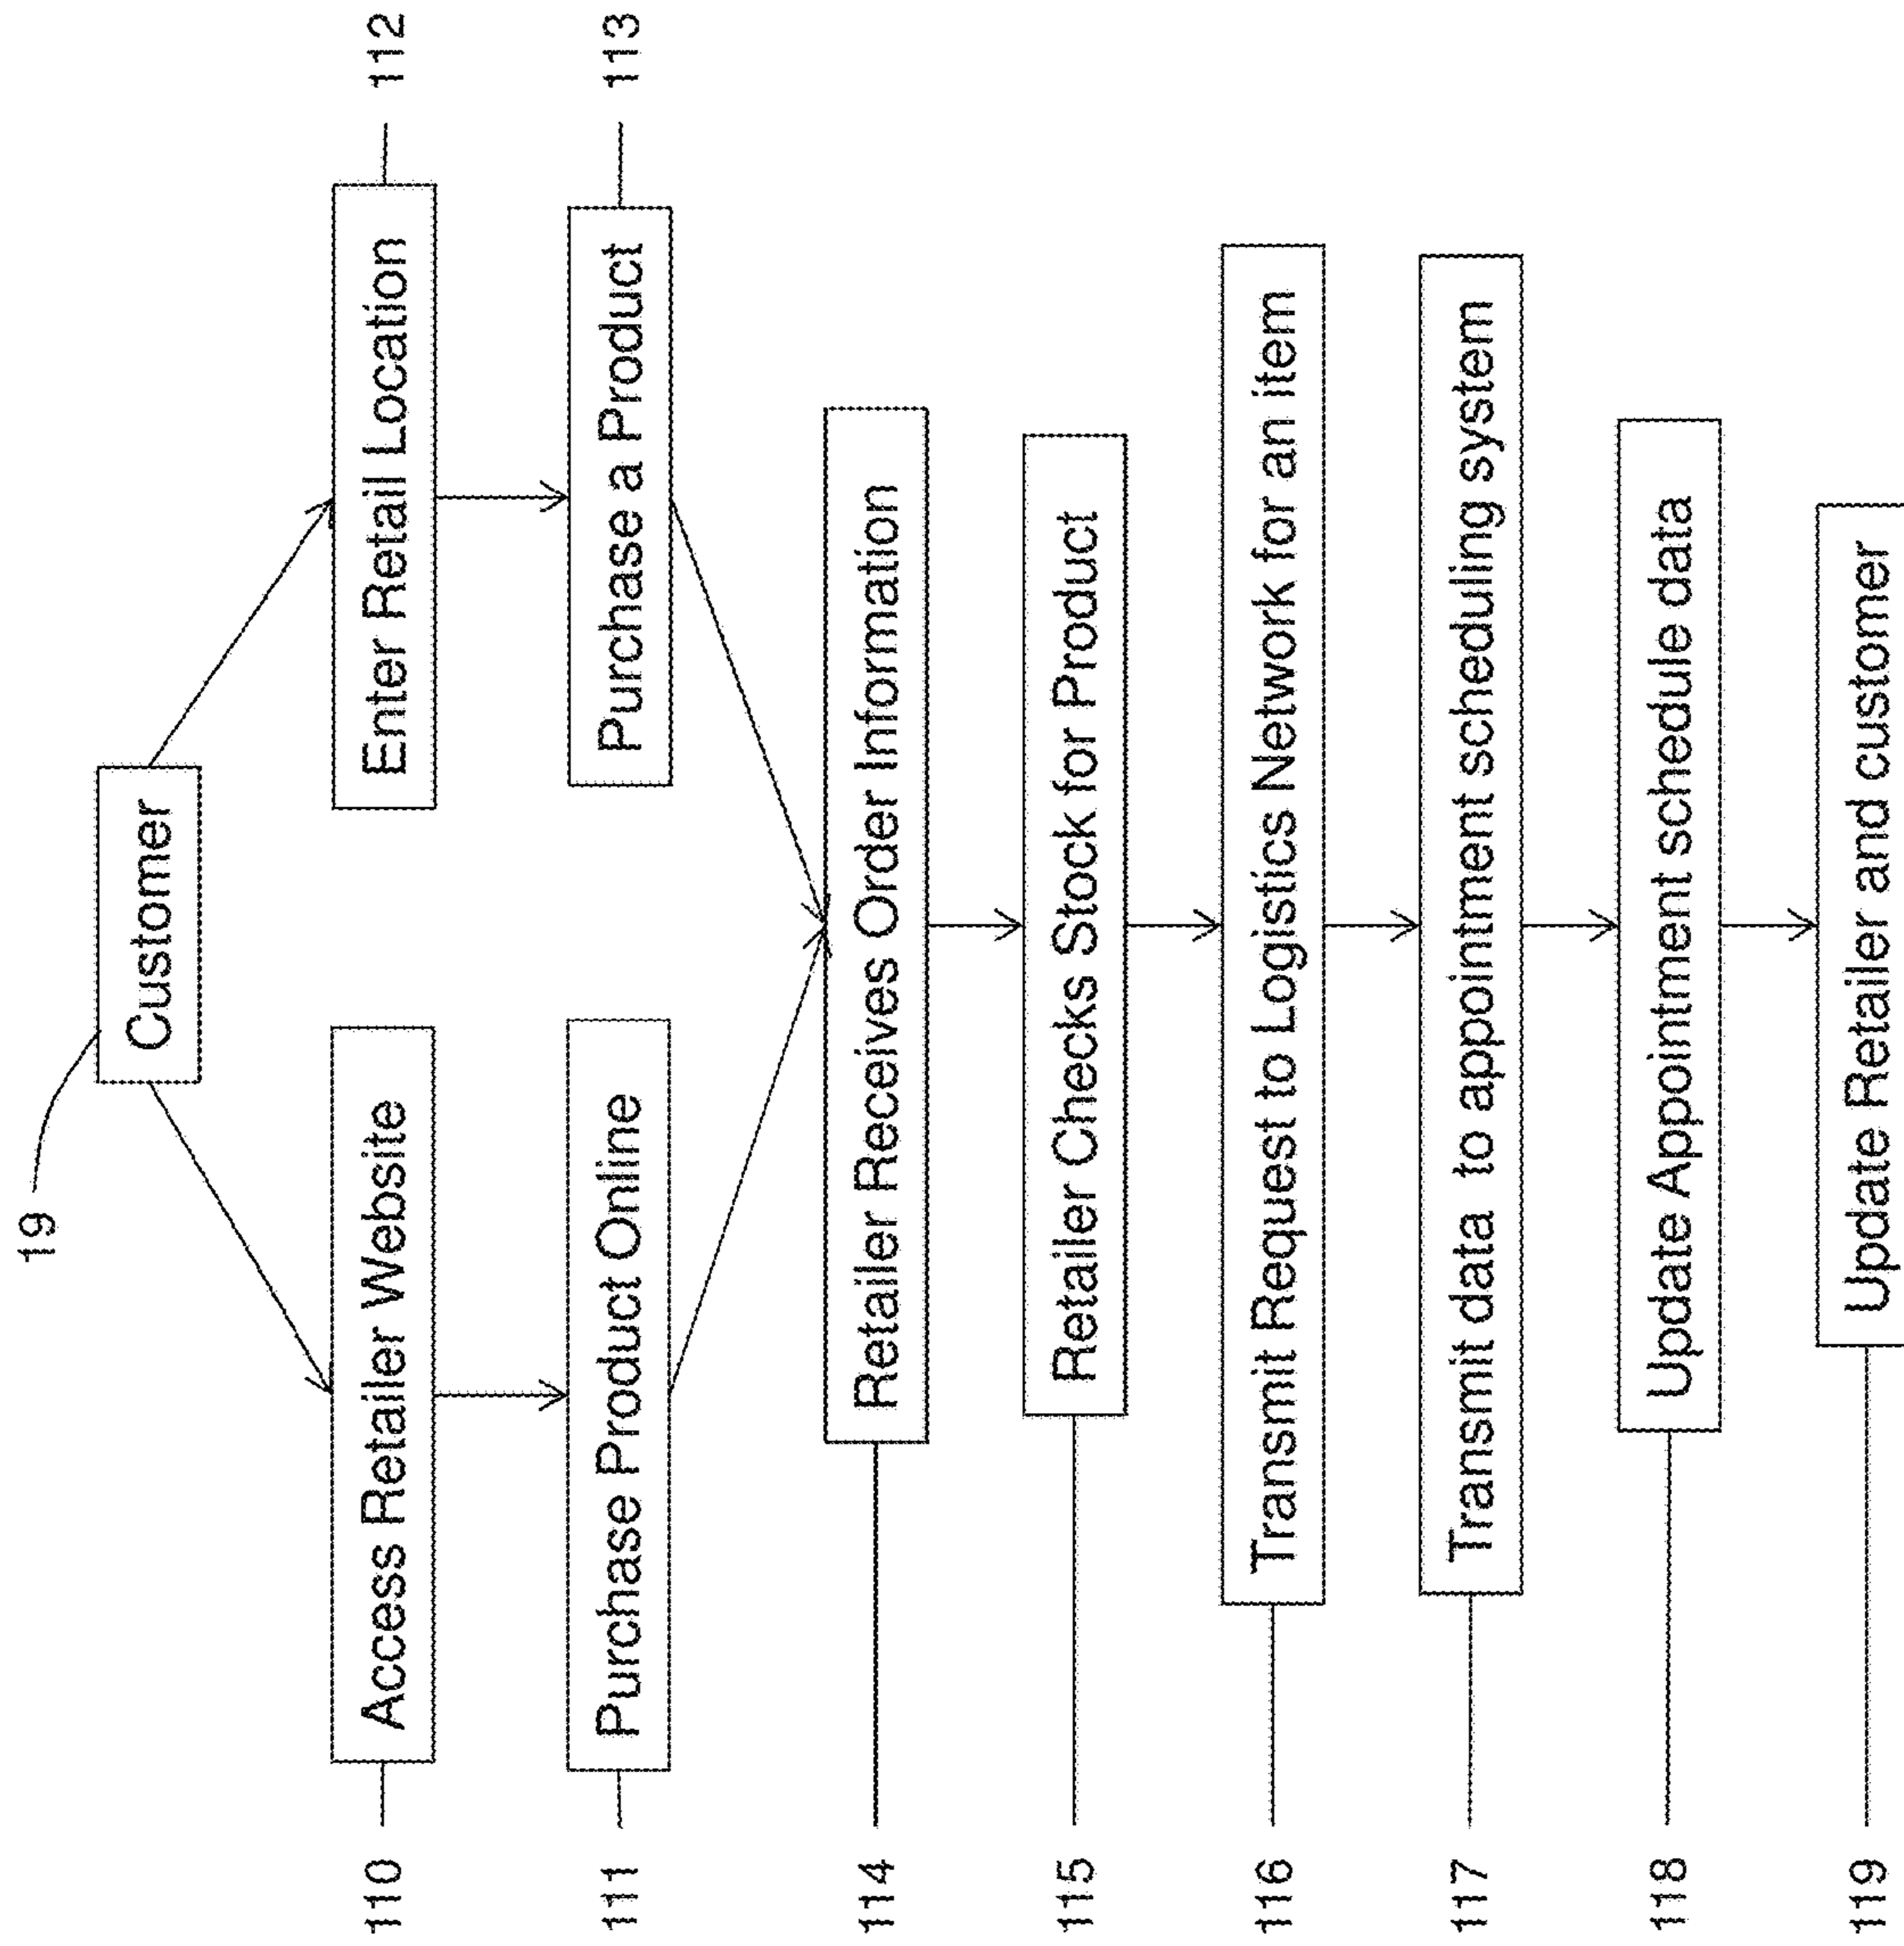 19
Customer
110
Access Retailer Website
Enter Retail Location
112
111
Purchase Product Online
Purchase a Product
113
114
Retailer Receives Order Information
115
Retailer Checks Stock for Product
116
Transmit Request to Logistics Network for an item
117
Transmit data to appointment scheduling system
118
Update Appointment schedule data
119
Update Retailer and customer